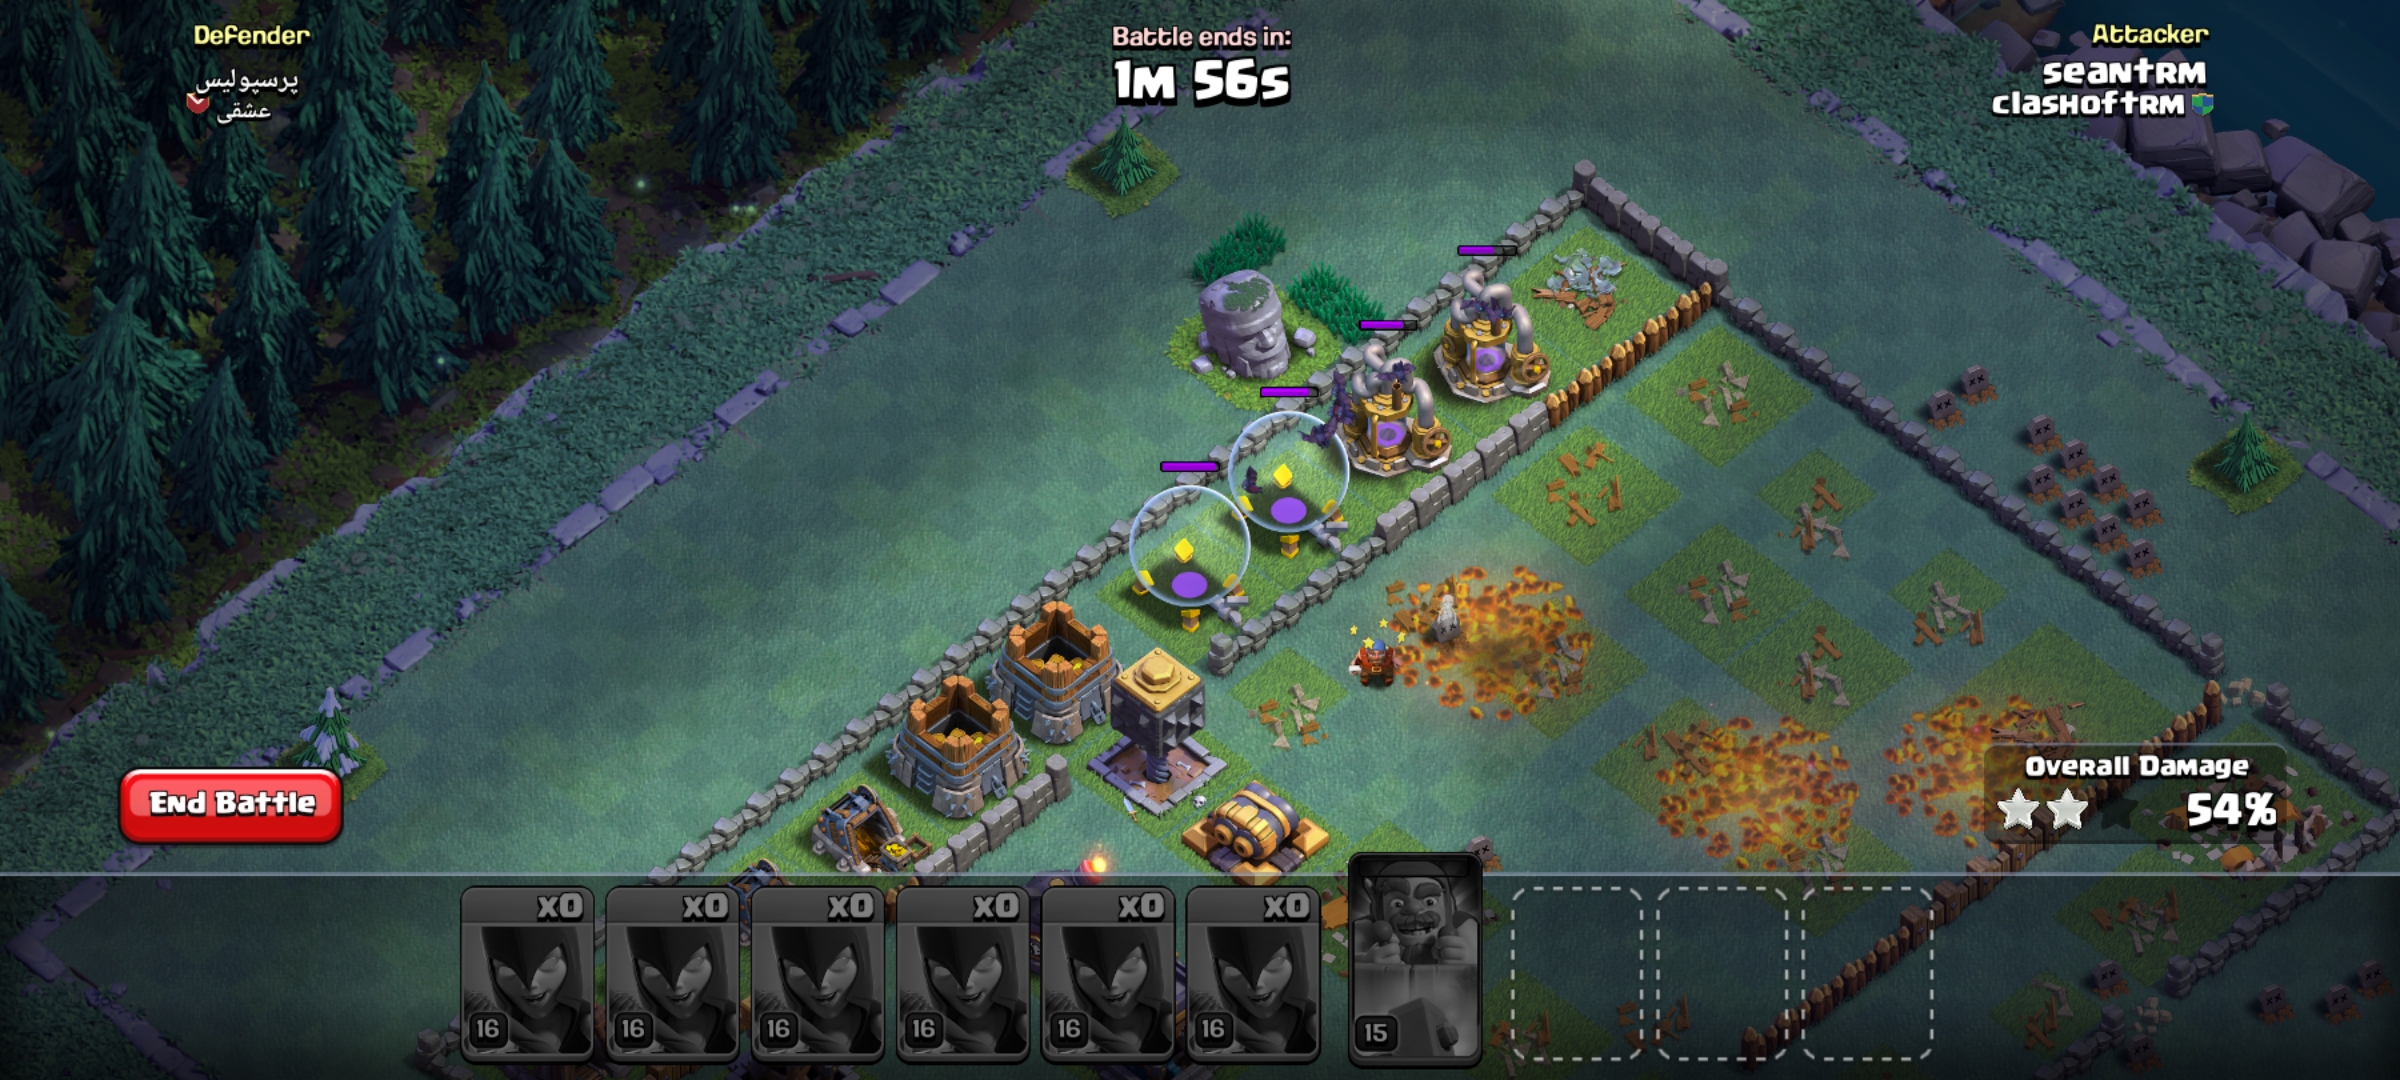 Defender
پرسپولیس
عشقی
Battle ends in:
1M 56s
Attacker
seantrm
clashoftrm
End Battle
Overall Damage
54%
x0
x0
x0
x0
x0
x0
16
16
16
16
16
16
15